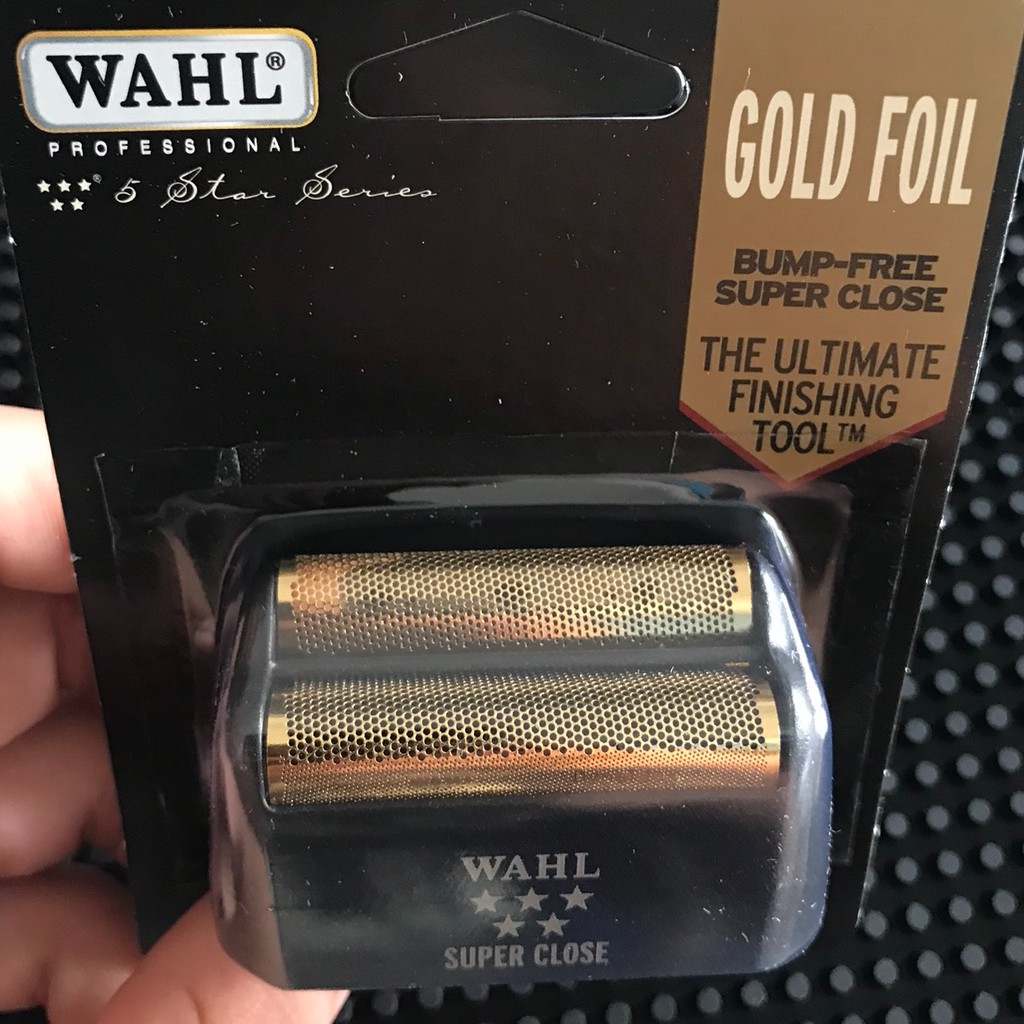 WAHL®
PROFESSIONAL
® 5 Star Series
GOLD FOIL
BUMP-FREE
SUPER CLOSE
THE ULTIMATE
FINISHING
TOOL™
WAHL
SUPER CLOSE